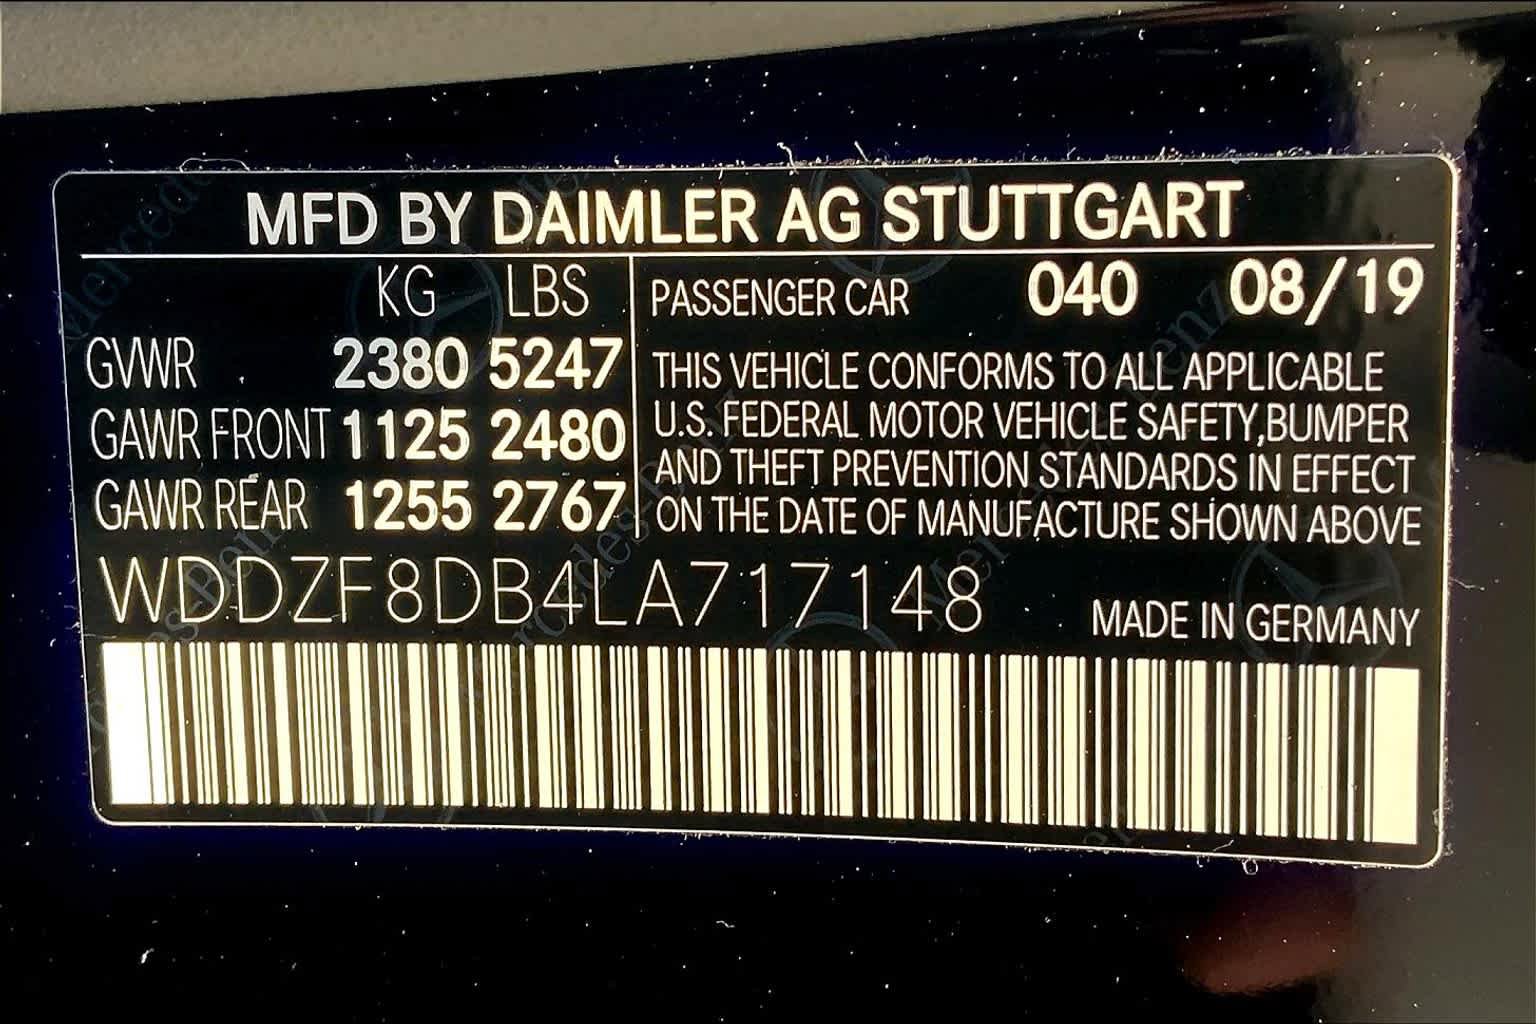 MFD BY DAIMLER AG STUTTGART
KG LBS
GVWR 2380 5247
GAWR FRONT 1125 2480
GAWR REAR 1255 2767
PASSENGER CAR 040 08/19
THIS VEHICLE CONFORMS TO ALL APPLICABLE
U.S. FEDERAL MOTOR VEHICLE SAFETY,BUMPER
AND THEFT PREVENTION STANDARDS IN EFFECT
ON THE DATE OF MANUFACTURE SHOWN ABOVE
WDDZF8DB4LA717148
MADE IN GERMANY